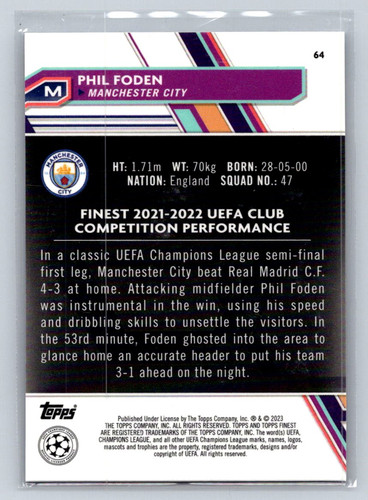 64
M
PHIL FODEN
MANCHESTER CITY
MANCHESTER
CITY
HT: 1.71m WT: 70kg BORN: 28-05-00
NATION: England SQUAD NO.: 47
FINEST 2021-2022 UEFA CLUB
COMPETITION PERFORMANCE
In a classic UEFA Champions League semi-final
first leg, Manchester City beat Real Madrid C.F.
4-3 at home. Attacking midfielder Phil Foden
was instrumental in the win, using his speed
and dribbling skills to unsettle the visitors. In
the 53rd minute, Foden ghosted into the area to
glance home an accurate header to put his team
3-1 ahead on the night.
Topps
Published Under License by The Topps Company, Inc. ® & © 2023
THE TOPPS COMPANY, INC. ALL RIGHTS RESERVED. TOPPS AND TOPPS FINEST
ARE REGISTERED TRADEMARKS OF THE TOPPS COMPANY, INC. The word(s) UEFA,
CHAMPIONS LEAGUE, and all other UEFA Champions League marks, names, logos,
mascots and trophies are the property, registered trademarks, designs and/or
copyright of UEFA. All rights reserved.
CHAMPIONS
LEAGUE